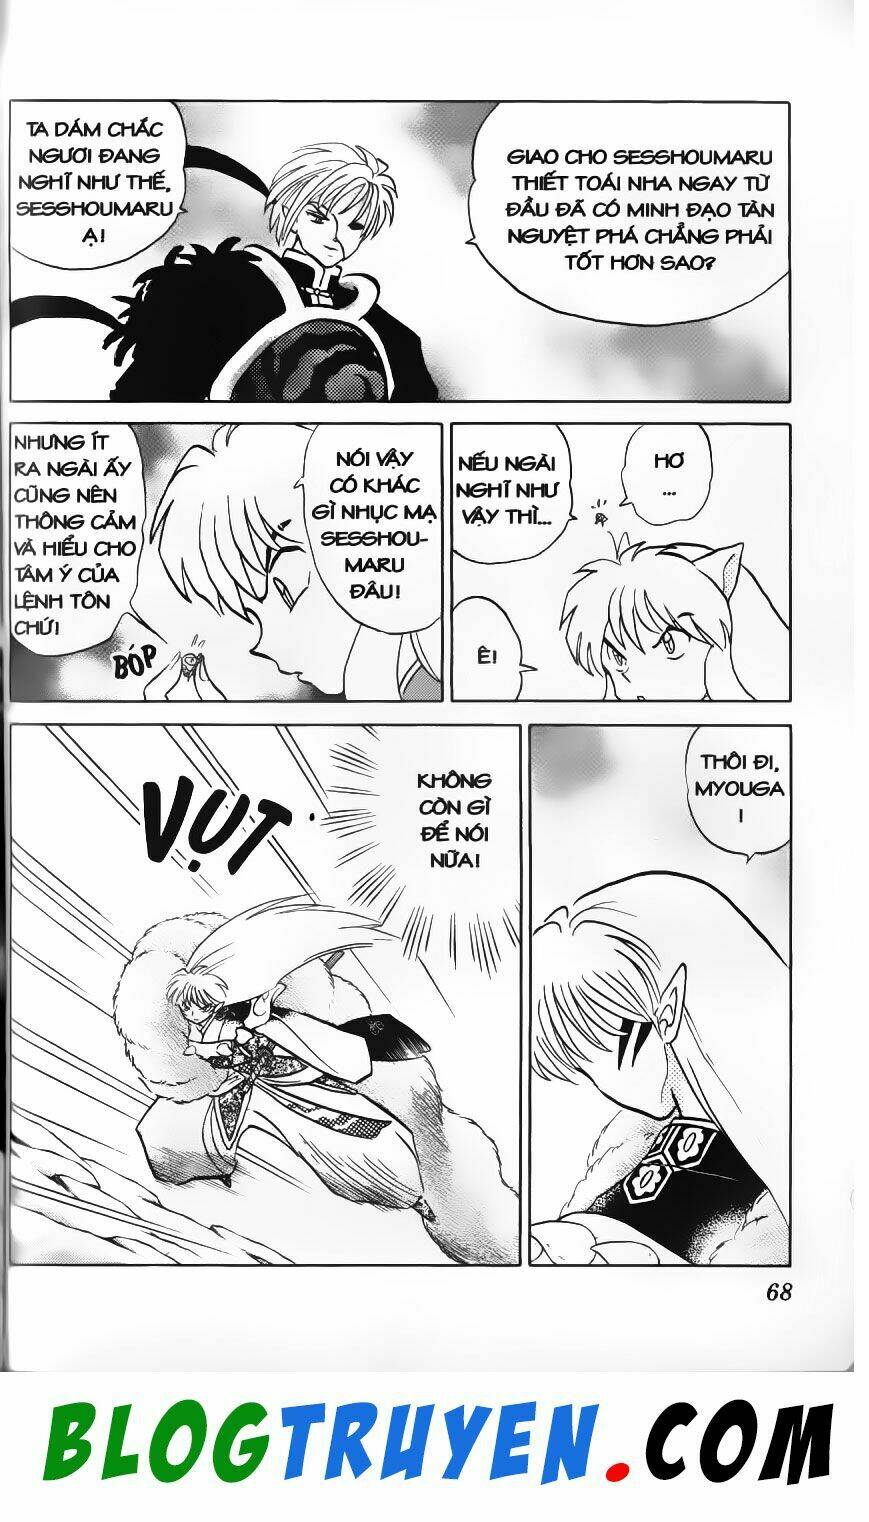 GIAO CHO SESSHOUMARU
THIẾT TOÁI NHA NGAY TỪ
ĐẦU ĐÃ CÓ MINH ĐẠO TÀN
NGUYỆT PHÁ CHẲNG PHẢI
TỐT HƠN SAO?
TA DÁM CHẮC
NGƯƠI ĐANG
NGHĨ NHƯ THẾ,
SESSHOUMARU
Ạ!
HƠ
...
NẾU NGÀI
NGHĨ NHƯ
VẬY THÌ...
Ê!
NÓI VẬY
CÓ KHÁC
GÌ NHỤC MẠ
SESSHOU-
MARU
ĐÂU!
NHƯNG ÍT
RA NGÀI ẤY
CŨNG NÊN
THÔNG CẢM
VÀ HIỂU CHO
TÂM Ý CỦA
LỆNH TÔN
CHỨ!
BÓP
THÔI ĐI,
MYOUGA
!
KHÔNG
CÒN GÌ
ĐỂ NÓI
NỮA!
VỤT
68
BLOGTRUYEN.COM